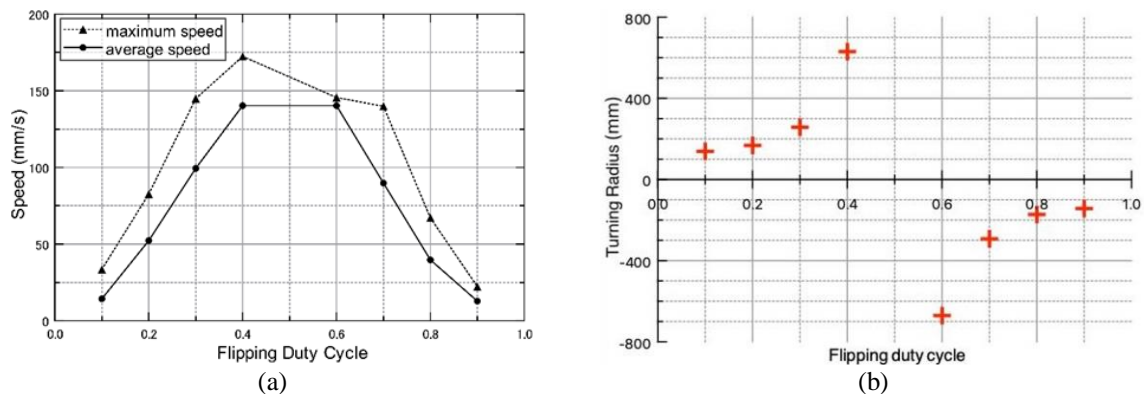 200
150
100
50
0
Speed (mm/s)
maximum speed
average speed
0.0 0.2 0.4 0.6 0.8 1.0
Flipping Duty Cycle
(a)
800
400
0
-400
-800
Turning Radius (mm)
0.0 0.2 0.4 0.6 0.8 1.0
Flipping duty cycle
(b)